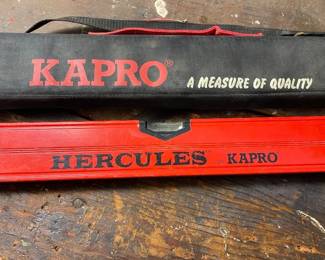 KAPRO® A MEASURE OF QUALITY
HERCULES KAPRO